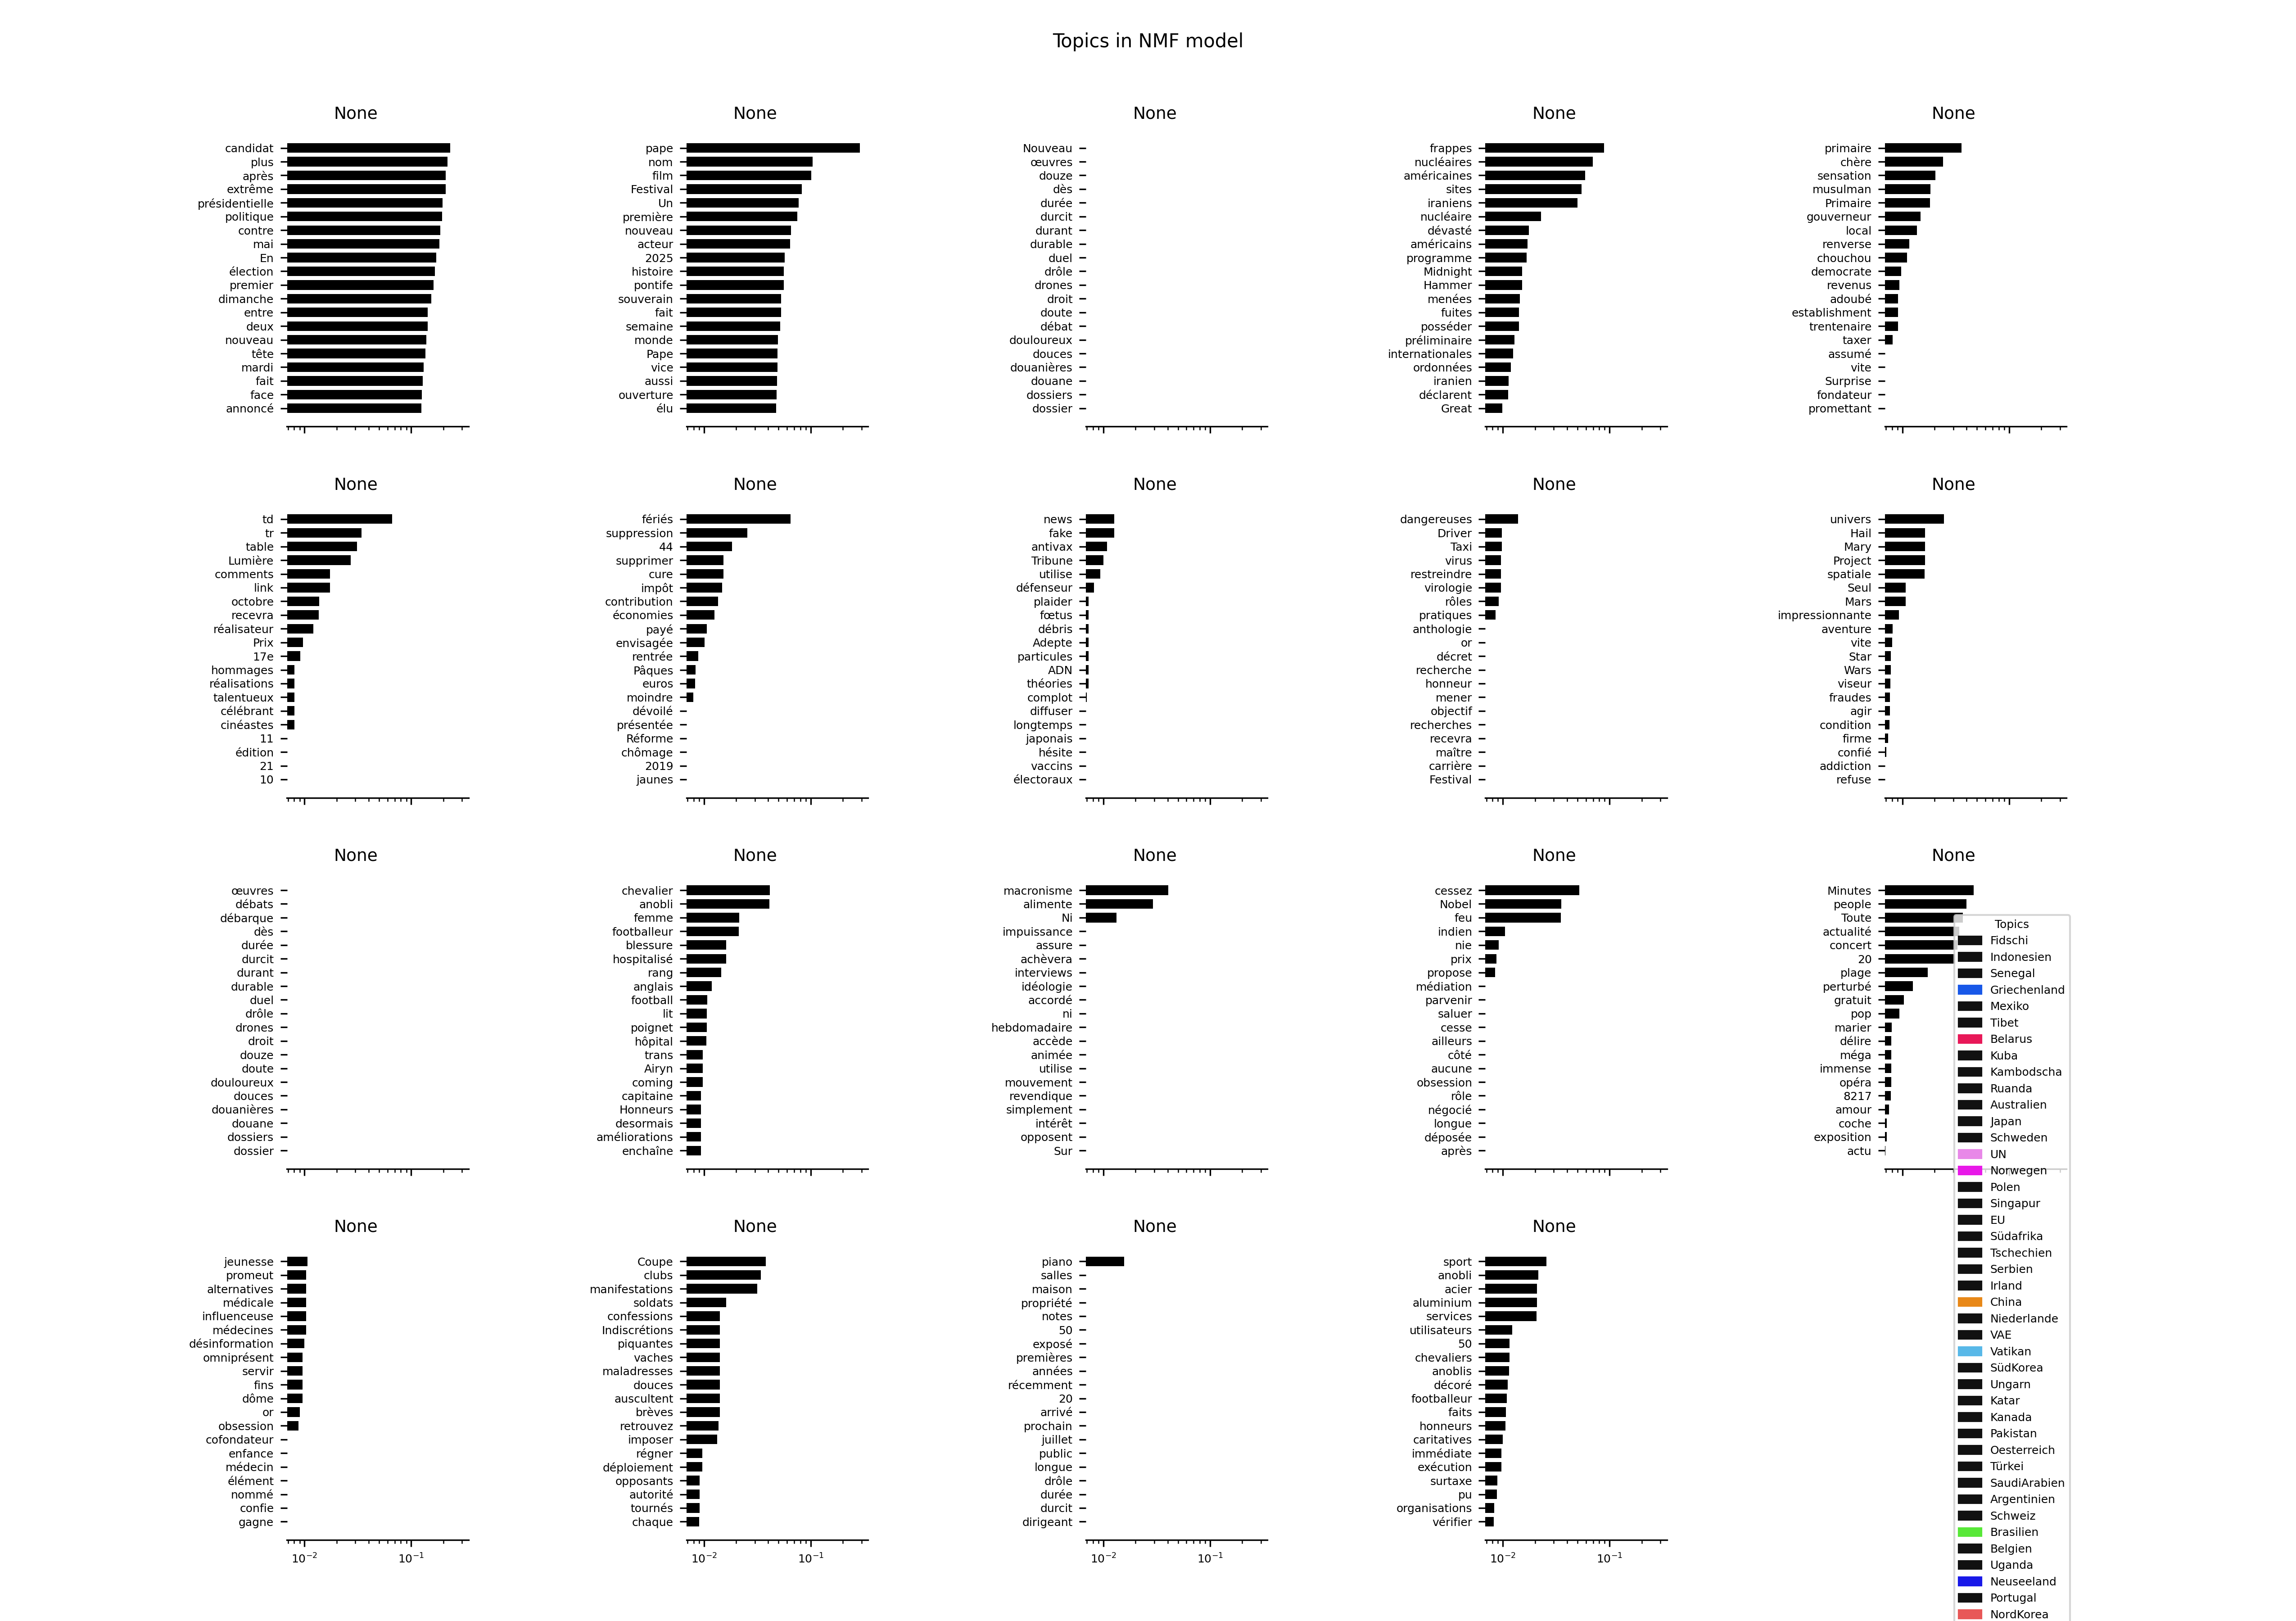 Topics in NMF model
None
candidat
plus
après
extrême
présidentielle
politique
contre
mai
En
élection
premier
dimanche
entre
deux
nouveau
tête
mardi
fait
face
annoncé
None
pape
nom
film
Festival
Un
première
nouveau
acteur
2025
histoire
pontife
souverain
fait
semaine
monde
Pape
vice
aussi
ouverture
élu
None
Nouveau
œuvres
douze
dès
durée
durcit
durant
durable
duel
drôle
drones
droit
doute
débat
douloureux
douces
douanières
douane
dossiers
dossier
None
frappes
nucléaires
américaines
sites
iraniens
nucléaire
dévasté
américains
programme
Midnight
Hammer
menées
fuites
posséder
préliminaire
internationales
ordonnées
iranien
déclarent
Great
None
primaire
chère
sensation
musulman
Primaire
gouverneur
local
renverse
chouchou
democrate
revenus
adoubé
establishment
trentenaire
taxer
assumé
vite
Surprise
fondateur
promettant
None
td
tr
table
Lumière
comments
link
octobre
recevra
réalisateur
Prix
17e
hommages
réalisations
talentueux
célébrant
cinéastes
11
édition
21
10
None
fériés
suppression
44
supprimer
cure
impôt
contribution
économies
payé
envisagée
rentrée
Pâques
euros
moindre
dévoilé
présentée
Réforme
chômage
2019
jaunes
None
news
fake
antivax
Tribune
utilise
défenseur
plaider
fœtus
débris
Adepte
particules
ADN
théories
complot
diffuser
longtemps
japonais
hésite
vaccins
électoraux
None
dangereuses
Driver
Taxi
virus
restreindre
virologie
rôles
pratiques
anthologie
or
décret
recherche
honneur
mener
objectif
recherches
recevra
maître
carrière
Festival
None
univers
Hail
Mary
Project
spatiale
Seul
Mars
impressionnante
aventure
vite
Star
Wars
viseur
fraudes
agir
condition
firme
confié
addiction
refuse
None
œuvres
débats
débarque
dès
durée
durcit
durant
durable
duel
drôle
drones
droit
douze
doute
douloureux
douces
douanières
douane
dossiers
dossier
None
chevalier
anobli
femme
footballeur
blessure
hospitalisé
rang
anglais
football
lit
poignet
hôpital
trans
Airyn
coming
capitaine
Honneurs
desormais
améliorations
enchaîne
None
macronisme
alimente
Ni
impuissance
assure
achèvera
interviews
idéologie
accordé
ni
hebdomadaire
accède
animée
utilise
mouvement
revendique
simplement
intérêt
opposent
Sur
None
cessez
Nobel
feu
indien
nie
prix
propose
médiation
parvenir
saluer
cesse
ailleurs
côté
aucune
obsession
rôle
négocié
longue
déposée
après
None
Minutes
people
Toute
actualité
concert
20
plage
perturbé
gratuit
pop
marier
délire
méga
immense
opéra
8217
amour
coche
exposition
actu
None
jeunesse
promeut
alternatives
médicale
influenceuse
médecines
désinformation
omniprésent
servir
fins
dôme
or
obsession
cofondateur
enfance
médecin
élément
nommé
confie
gagne
10⁻² 10⁻¹
None
Coupe
clubs
manifestations
soldats
confessions
Indiscrétions
piquantes
vaches
maladresses
douces
auscultent
brèves
retrouvez
imposer
régner
déploiement
opposants
autorité
tournés
chaque
10⁻² 10⁻¹
None
piano
salles
maison
propriété
notes
50
exposé
premières
années
récemment
20
arrivé
prochain
juillet
public
longue
drôle
durée
durcit
dirigeant
10⁻² 10⁻¹
None
sport
anobli
acier
aluminium
services
utilisateurs
50
chevaliers
anoblis
décoré
footballeur
faits
honneurs
caritatives
immédiate
exécution
surtaxe
pu
organisations
vérifier
10⁻² 10⁻¹
Topics
Fidschi
Indonesien
Senegal
Griechenland
Mexiko
Tibet
Belarus
Kuba
Kambodscha
Ruanda
Australien
Japan
Schweden
UN
Norwegen
Polen
Singapur
EU
Südafrika
Tschechien
Serbien
Irland
China
Niederlande
VAE
Vatikan
SüdKorea
Ungarn
Katar
Kanada
Pakistan
Oesterreich
Türkei
SaudiArabien
Argentinien
Schweiz
Brasilien
Belgien
Uganda
Neuseeland
Portugal
NordKorea